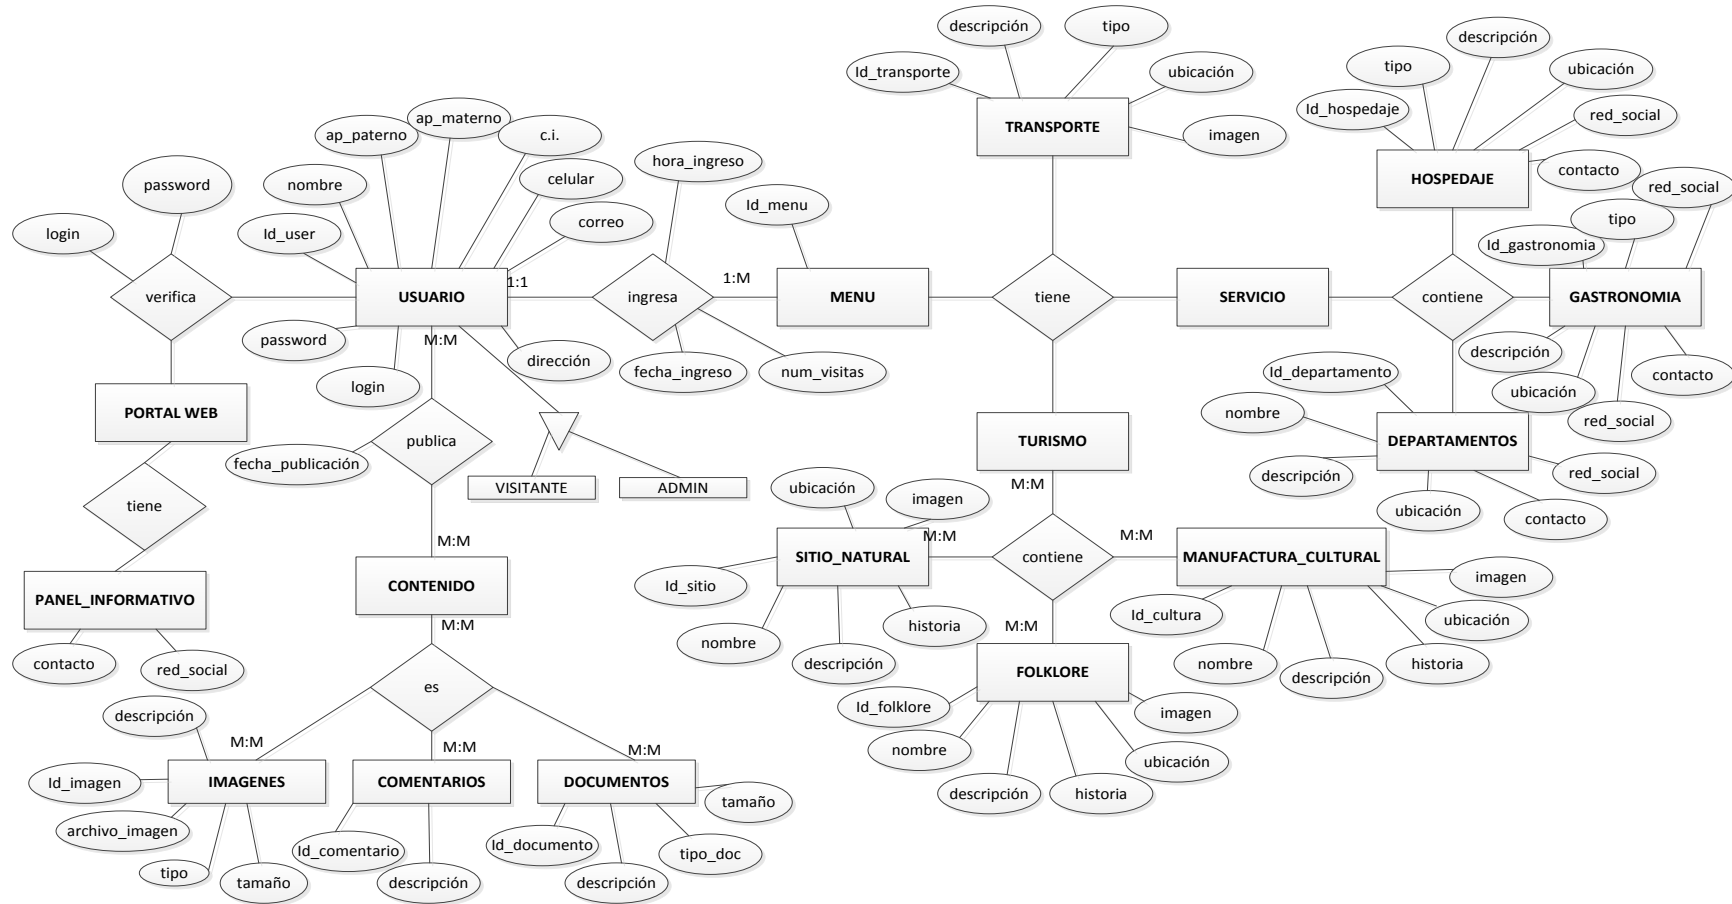 descripción
tipo
Id_transporte
ubicación
imagen
TRANSPORTE
descripción
tipo
ubicación
Id_hospedaje
red_social
contacto
HOSPEDAJE
red_social
tipo
Id_gastronomia
GASTRONOMIA
descripción
ubicación
red_social
contacto
ap_materno
ap_paterno
c.i.
nombre
celular
Id_user
correo
USUARIO
password
login
dirección
password
login
verifica
1:1
hora_ingreso
ingresa
fecha_ingreso
num_visitas
1:M
Id_menu
MENU
tiene
SERVICIO
contiene
M:M
PORTAL WEB
tiene
PANEL_INFORMATIVO
contacto
red_social
publica
fecha_publicación
VISITANTE
ADMIN
M:M
CONTENIDO
M:M
es
M:M
M:M
M:M
TURISMO
M:M
contiene
M:M
M:M
M:M
Id_departamento
nombre
DEPARTAMENTOS
descripción
ubicación
contacto
red_social
ubicación
imagen
SITIO_NATURAL
Id_sitio
nombre
descripción
historia
MANUFACTURA_CULTURAL
imagen
Id_cultura
ubicación
nombre
descripción
historia
FOLKLORE
Id_folklore
nombre
descripción
historia
ubicación
imagen
descripción
IMAGENES
Id_imagen
archivo_imagen
tipo
tamaño
COMENTARIOS
Id_comentario
descripción
DOCUMENTOS
tamaño
Id_documento
tipo_doc
descripción